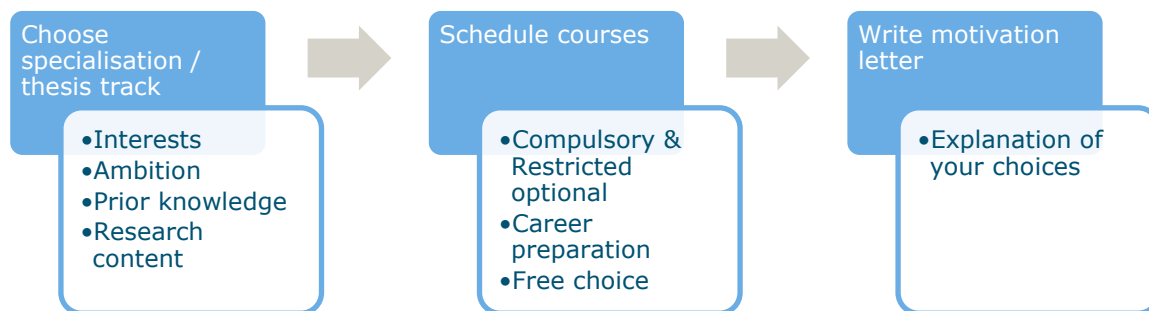 Choose
specialisation /
thesis track
•Interests
•Ambition
•Prior knowledge
•Research
content
Schedule courses
•Compulsory &
Restricted
optional
•Career
preparation
•Free choice
Write motivation
letter
•Explanation of
your choices